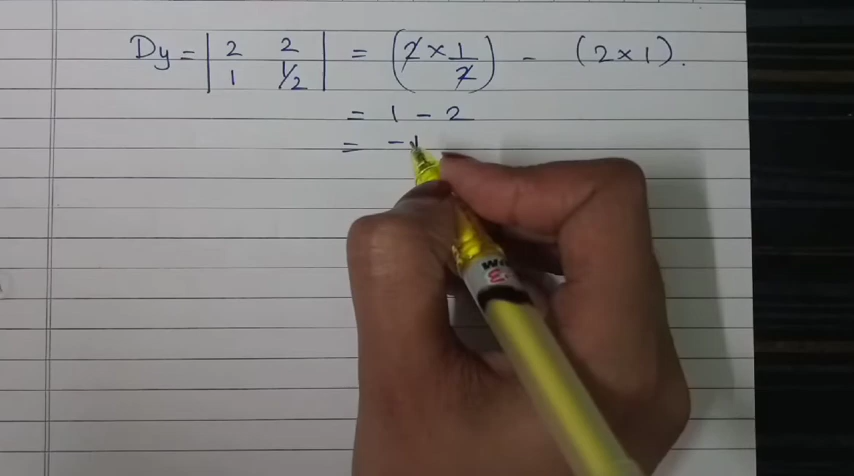 Dy = | 2 2 | = (2 × 1/2) - (2 × 1).
| 1 1/2 |
= 1 - 2
= -1